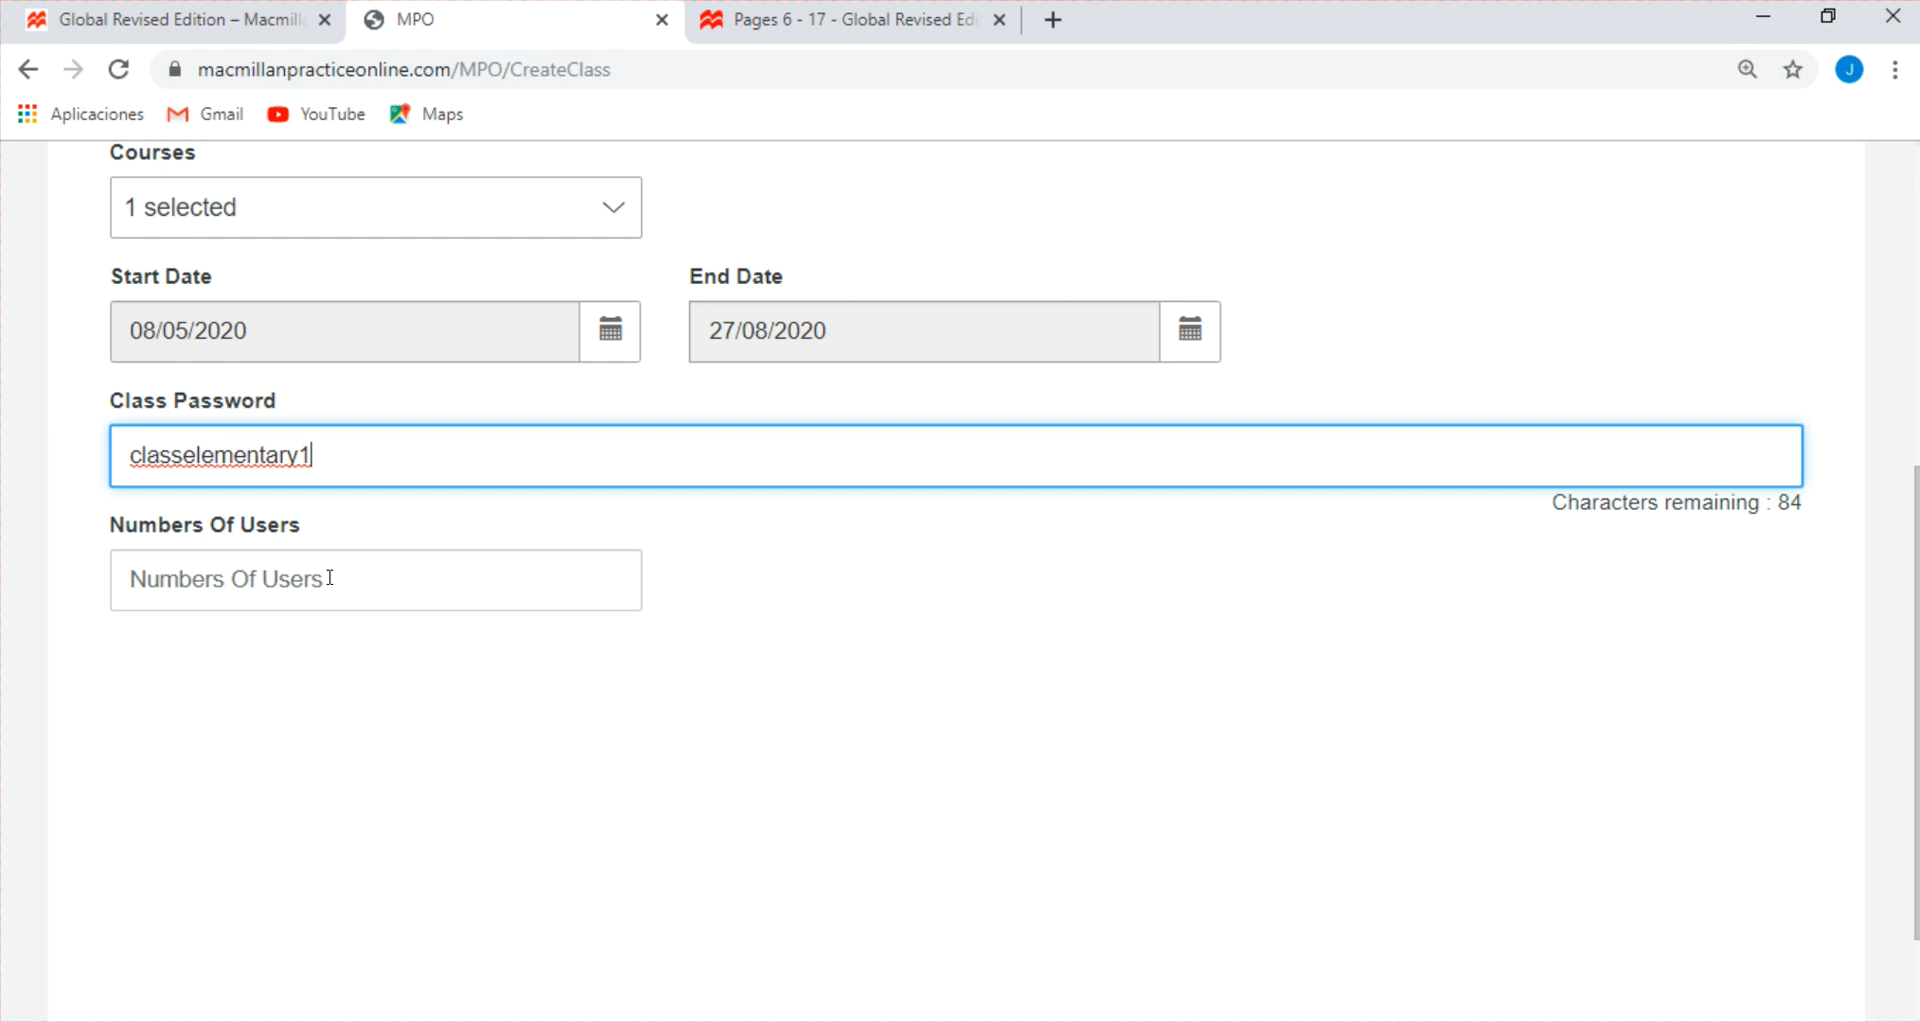 Global Revised Edition – Macmill
MPO
Pages 6 - 17 - Global Revised Edi
macmillanpracticeonline.com/MPO/CreateClass
J
Aplicaciones
Gmail
YouTube
Maps
Courses
1 selected
Start Date
End Date
08/05/2020
27/08/2020
Class Password
classelementary1
Characters remaining : 84
Numbers Of Users
Numbers Of Users